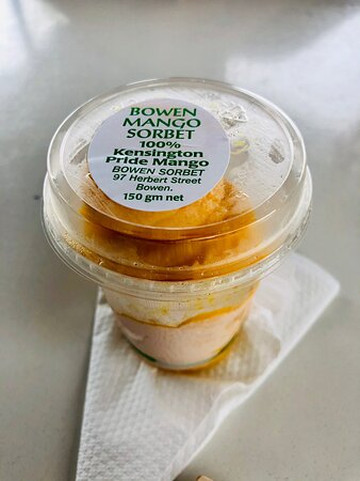 BOWEN
MANGO
SORBET
100%
Kensington
Pride Mango
BOWEN SORBET
97 Herbert Street
Bowen.
150 gm net